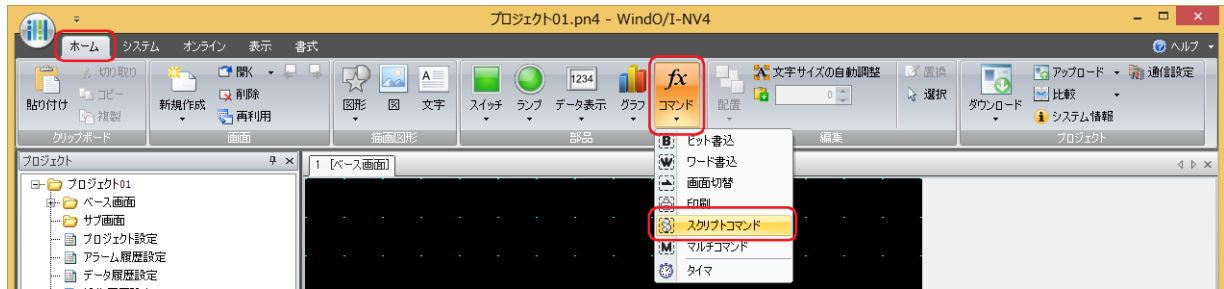 プロジェクト01.pn4 - WindO/I-NV4
ホーム システム オンライン 表示 書式 ヘルプ
貼り付け 切り取り コピー 複製 クリップボード
新規作成 開く 削除 再利用 画面
図形 図 文字 描画図形
スイッチ ランプ 1234 データ表示 グラフ fx コマンド 部品
配置 文字サイズの自動調整 0 置換 選択 編集
ダウンロード アップロード 比較 システム情報 通信設定 プロジェクト
B ビット書込
W ワード書込
画面切替
印刷
S スクリプトコマンド
M マルチコマンド
タイマ
プロジェクト
1 [ベース画面]
プロジェクト01
ベース画面
サブ画面
プロジェクト設定
アラーム履歴設定
データ履歴設定